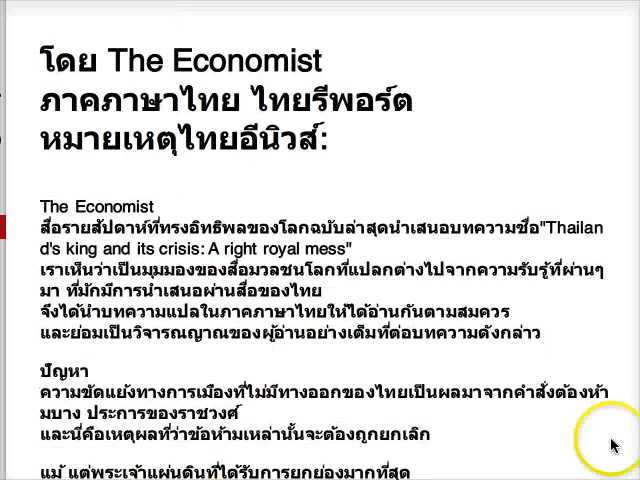 โดย The Economist
ภาคภาษาไทย ไทยรีพอร์ต
หมายเหตุไทยอีนิวส์:
The Economist
สื่อรายสัปดาห์ที่ทรงอิทธิพลของโลกฉบับล่าสุดนำเสนอบทความชื่อ"Thailan
d's king and its crisis: A right royal mess"
เราเห็นว่าเป็นมุมมองของสื่อมวลชนโลกที่แปลกต่างไปจากความรับรู้ที่ผ่านๆ
มา ที่มักมีการนำเสนอผ่านสื่อของไทย
จึงได้นำบทความแปลในภาคภาษาไทยให้ได้อ่านกันตามสมควร
และย่อมเป็นวิจารณญาณของผู้อ่านอย่างเต็มที่ต่อบทความดังกล่าว
ปัญหา
ความขัดแย้งทางการเมืองที่ไม่มีทางออกของไทยเป็นผลมาจากคำสั่งต้องห้า
มบาง ประการของราชวงศ์
และนี่คือเหตุผลที่ว่าข้อห้ามเหล่านั้นจะต้องถูกยกเลิก
แม้ แต่พระเจ้าแผ่นดินที่ได้รับการยกย่องมากที่สุด